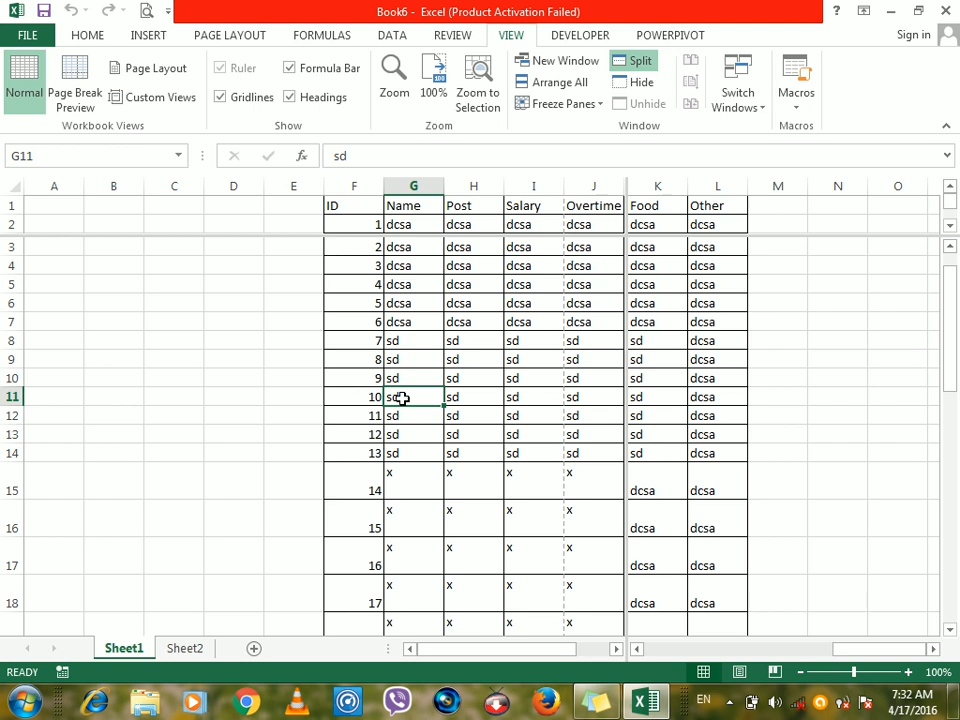 Book6 - Excel (Product Activation Failed)
?
FILE HOME INSERT PAGE LAYOUT FORMULAS DATA REVIEW VIEW DEVELOPER POWERPIVOT Sign in
Normal
Page Break Preview
Page Layout
Custom Views
Workbook Views
Ruler
Formula Bar
Gridlines
Headings
Show
Zoom
100%
Zoom to Selection
Zoom
New Window
Arrange All
Freeze Panes
Split
Hide
Unhide
Switch Windows
Window
Macros
Macros
G11 fx sd
A B C D E F G H I J K L M N O
1 ID Name Post Salary Overtime Food Other
2 1 dcsa dcsa dcsa dcsa dcsa dcsa
3 2 dcsa dcsa dcsa dcsa dcsa dcsa
4 3 dcsa dcsa dcsa dcsa dcsa dcsa
5 4 dcsa dcsa dcsa dcsa dcsa dcsa
6 5 dcsa dcsa dcsa dcsa dcsa dcsa
7 6 dcsa dcsa dcsa dcsa dcsa dcsa
8 7 sd sd sd sd sd sd
9 8 sd sd sd sd sd sd
10 9 sd sd sd sd sd sd
11 10 sd sd sd sd sd dcsa
12 11 sd sd sd sd sd dcsa
13 12 sd sd sd sd sd dcsa
14 13 sd sd sd sd sd dcsa
15 14 x x x x dcsa dcsa
16 15 x x x x dcsa dcsa
17 16 x x x x dcsa dcsa
18 17 x x x x dcsa dcsa
x x x x
Sheet1 Sheet2
READY 100%
EN 7:32 AM
4/17/2016